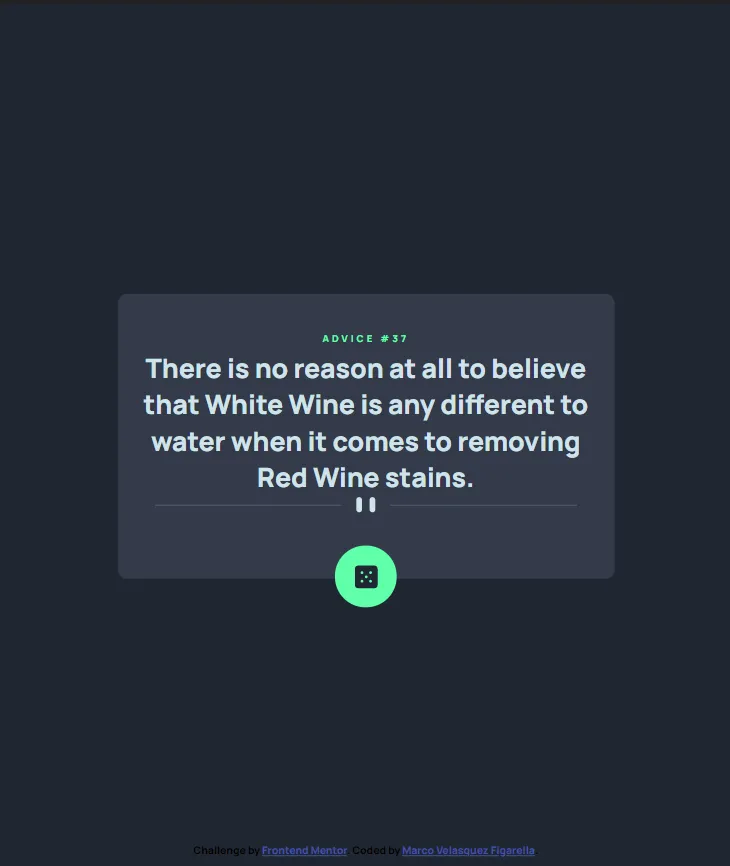 ADVICE #37
There is no reason at all to believe
that White Wine is any different to
water when it comes to removing
Red Wine stains.
Challenge by Frontend Mentor. Coded by Marco Velasquez Figarella.